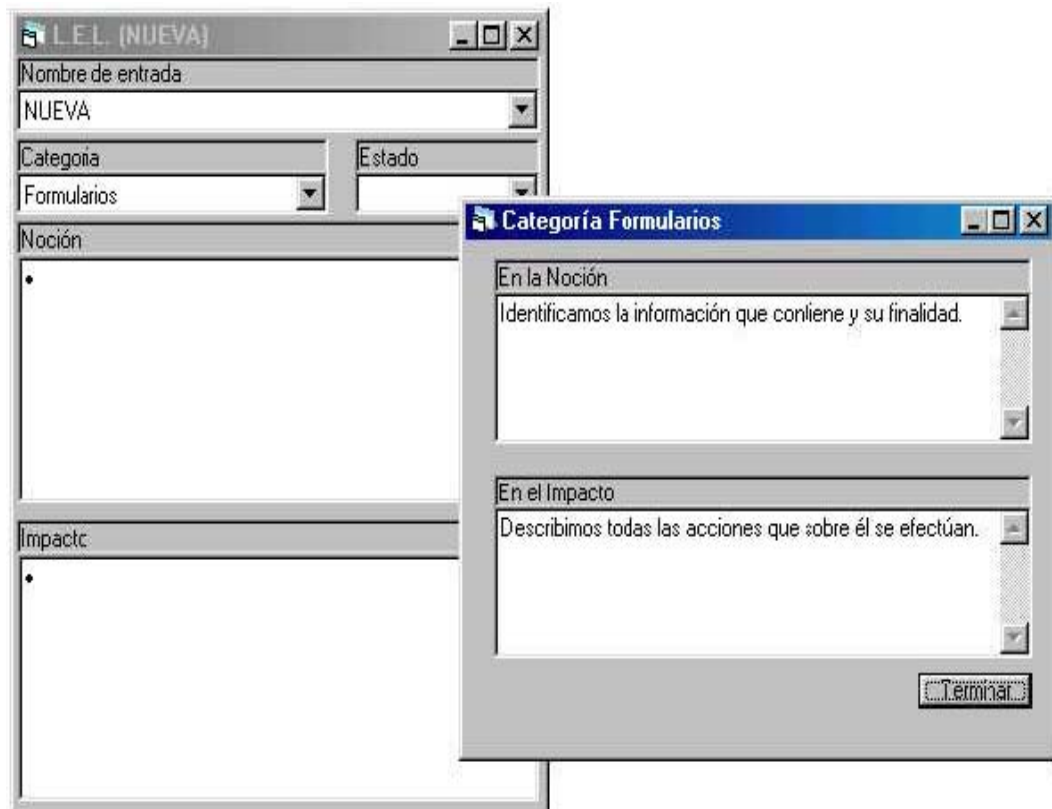 L.E.L. (NUEVA)
Nombre de entrada
NUEVA
Categoria Estado
Formularios
Noción
•
Impacto
•
Categoría Formularios
En la Noción
Identificamos la información que contiene y su finalidad.
En el Impacto
Describimos todas las acciones que sobre él se efectúan.
Terminar